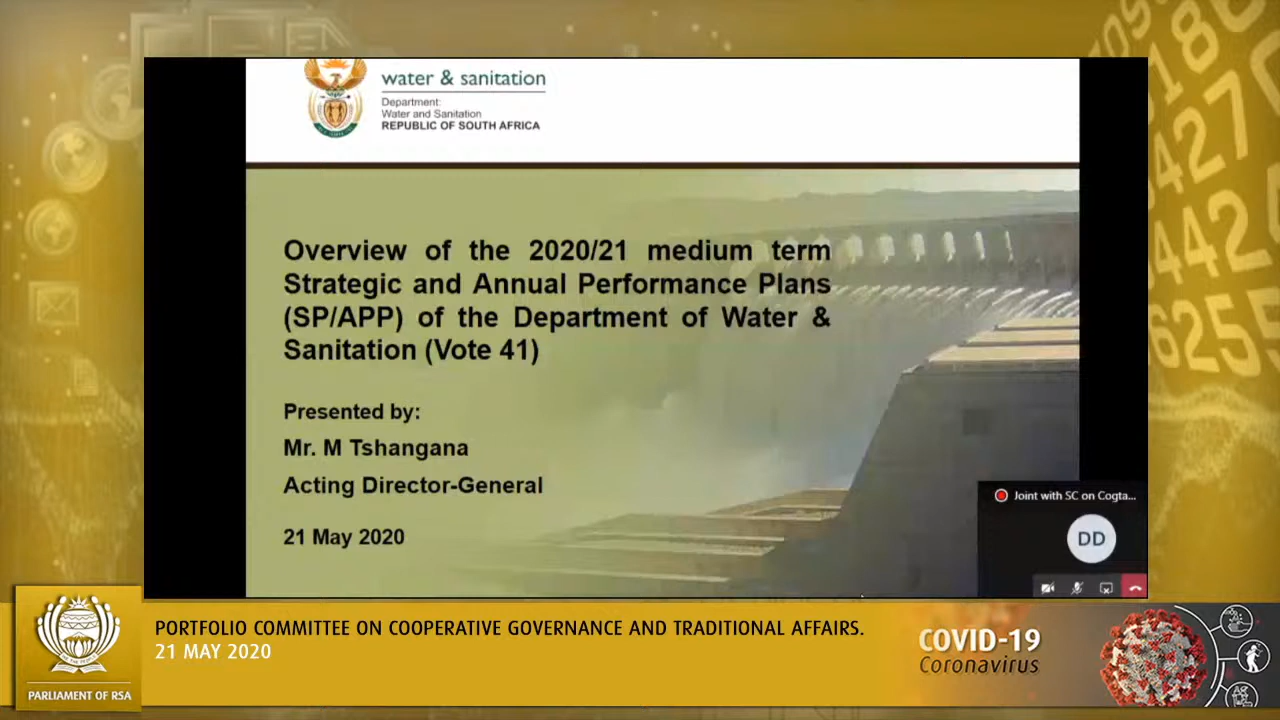 water & sanitation
Department:
Water and Sanitation
REPUBLIC OF SOUTH AFRICA
Overview of the 2020/21 medium term
Strategic and Annual Performance Plans
(SP/APP) of the Department of Water &
Sanitation (Vote 41)
Presented by:
Mr. M Tshangana
Acting Director-General
21 May 2020
Joint with SC on Cogta...
DD
PORTFOLIO COMMITTEE ON COOPERATIVE GOVERNANCE AND TRADITIONAL AFFAIRS.
21 MAY 2020
PARLIAMENT OF RSA
COVID-19
Coronavirus